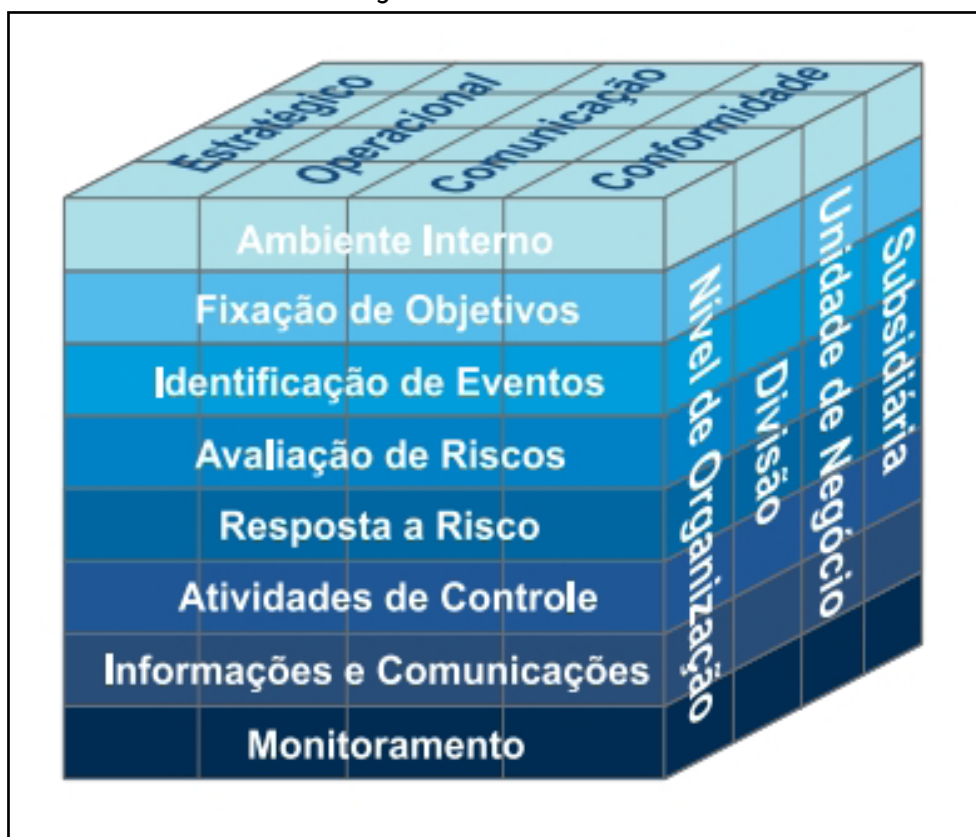 Estratégico
Operacional
Comunicação
Conformidade
Ambiente Interno
Fixação de Objetivos
Identificação de Eventos
Avaliação de Riscos
Resposta a Risco
Atividades de Controle
Informações e Comunicações
Monitoramento
Nível de Organização
Divisão
Unidade de Negócio
Subsidiária